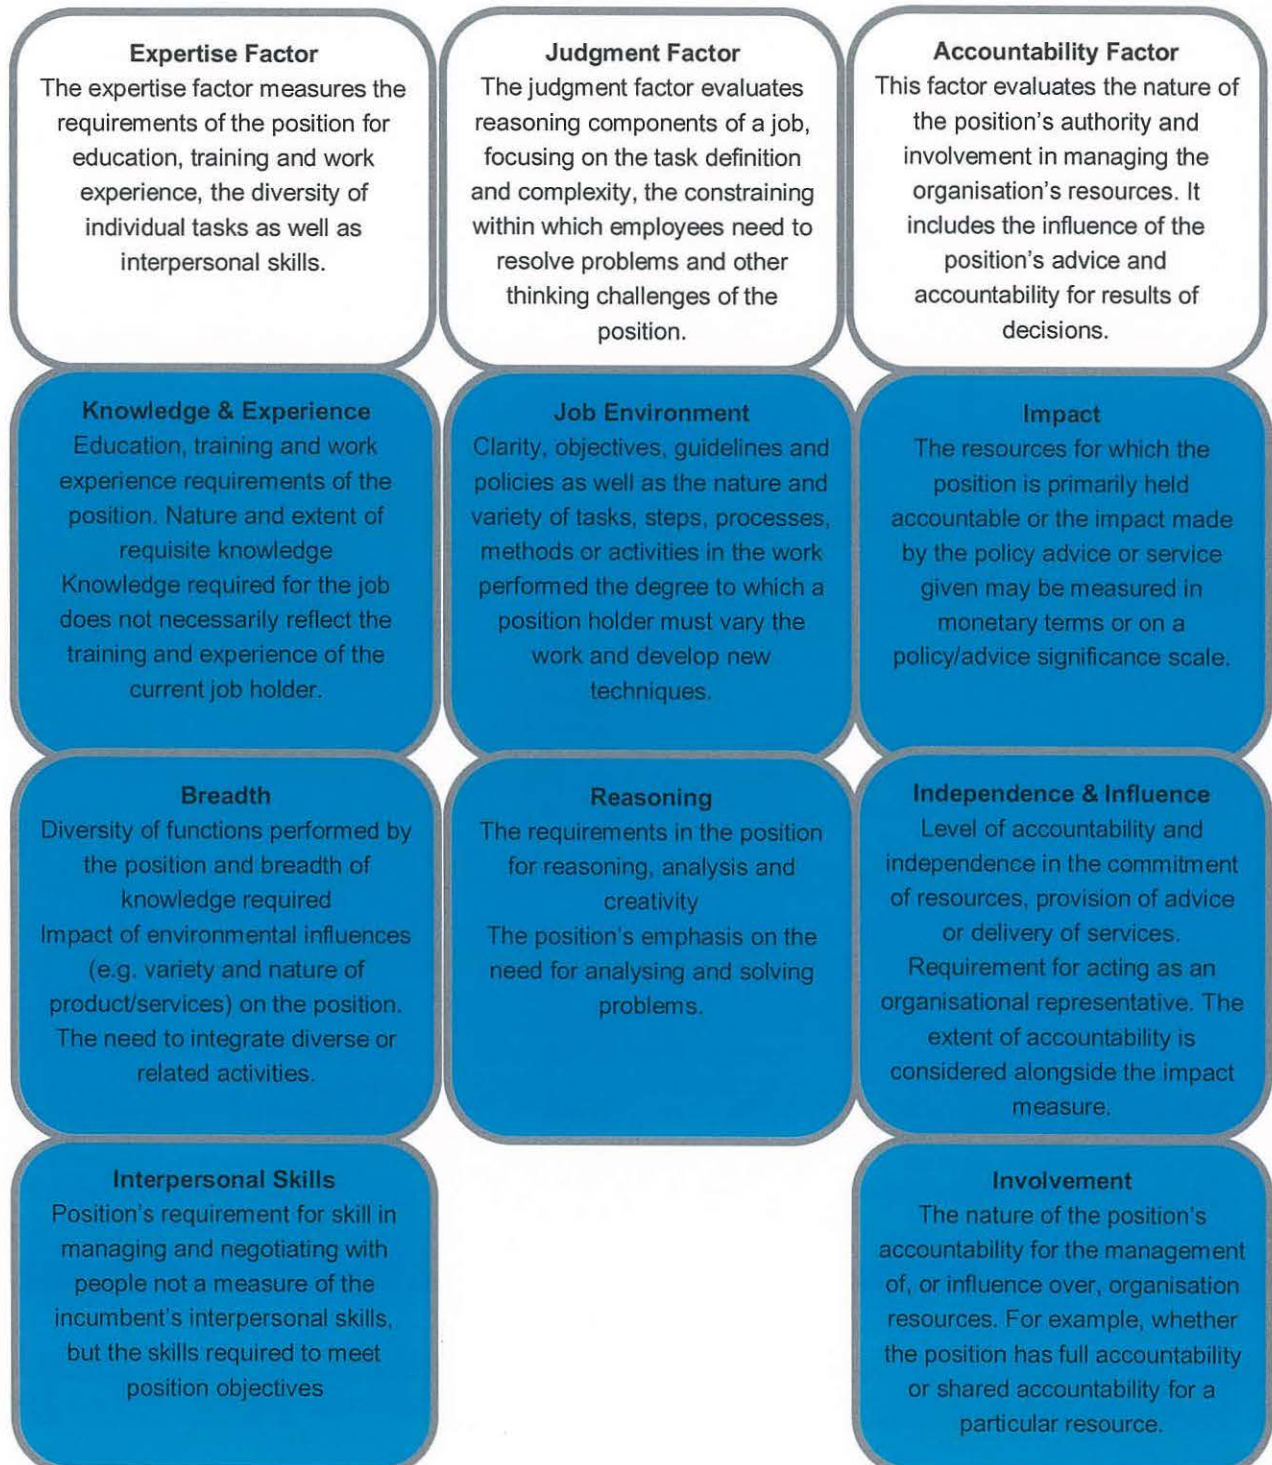 Expertise Factor
The expertise factor measures the
requirements of the position for
education, training and work
experience, the diversity of
individual tasks as well as
interpersonal skills.
Judgment Factor
The judgment factor evaluates
reasoning components of a job,
focusing on the task definition
and complexity, the constraining
within which employees need to
resolve problems and other
thinking challenges of the
position.
Accountability Factor
This factor evaluates the nature of
the position's authority and
involvement in managing the
organisation's resources. It
includes the influence of the
position's advice and
accountability for results of
decisions.
Knowledge & Experience
Education, training and work
experience requirements of the
position. Nature and extent of
requisite knowledge
Knowledge required for the job
does not necessarily reflect the
training and experience of the
current job holder.
Job Environment
Clarity, objectives, guidelines and
policies as well as the nature and
variety of tasks, steps, processes,
methods or activities in the work
performed the degree to which a
position holder must vary the
work and develop new
techniques.
Impact
The resources for which the
position is primarily held
accountable or the impact made
by the policy advice or service
given may be measured in
monetary terms or on a
policy/advice significance scale.
Breadth
Diversity of functions performed by
the position and breadth of
knowledge required
Impact of environmental influences
(e.g. variety and nature of
product/services) on the position.
The need to integrate diverse or
related activities.
Reasoning
The requirements in the position
for reasoning, analysis and
creativity
The position's emphasis on the
need for analysing and solving
problems.
Independence & Influence
Level of accountability and
independence in the commitment
of resources, provision of advice
or delivery of services.
Requirement for acting as an
organisational representative. The
extent of accountability is
considered alongside the impact
measure.
Interpersonal Skills
Position's requirement for skill in
managing and negotiating with
people not a measure of the
incumbent's interpersonal skills,
but the skills required to meet
position objectives
Involvement
The nature of the position's
accountability for the management
of, or influence over, organisation
resources. For example, whether
the position has full accountability
or shared accountability for a
particular resource.